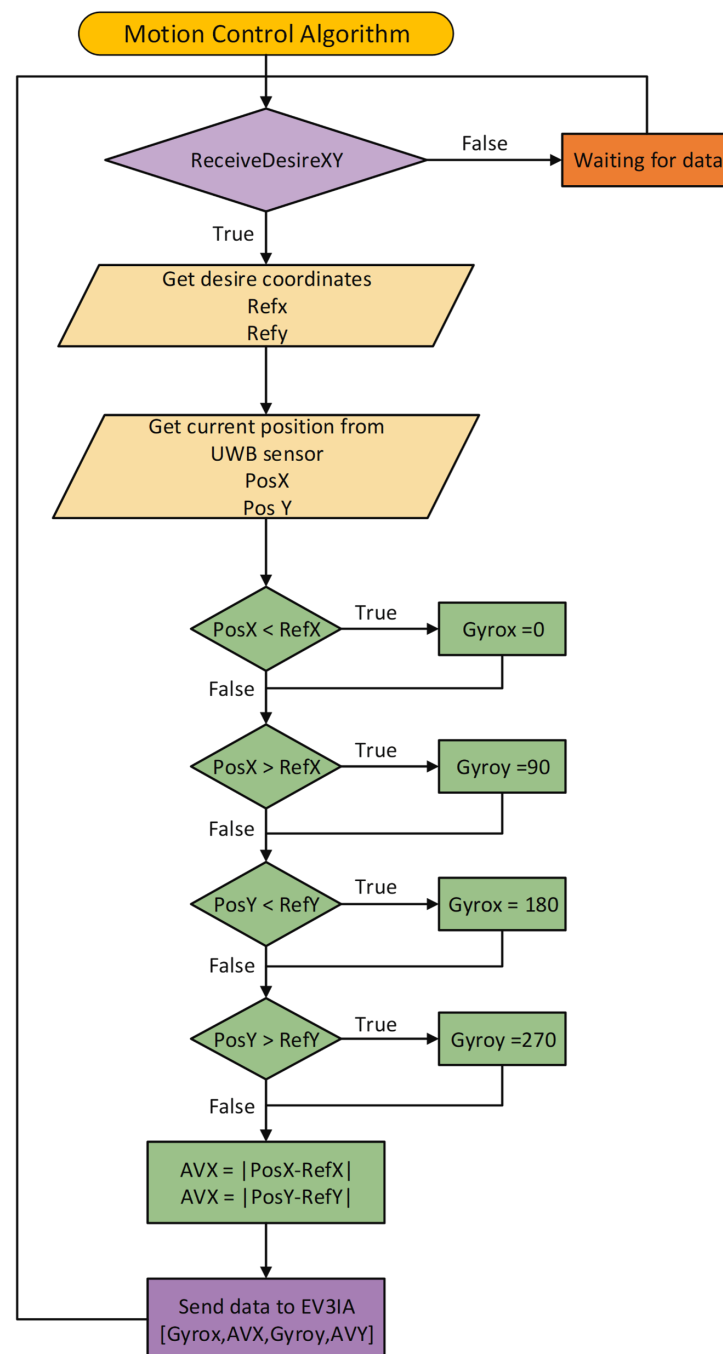 Motion Control Algorithm
ReceiveDesireXY
False
Waiting for data
True
Get desire coordinates
Refx
Refy
Get current position from
UWB sensor
PosX
Pos Y
PosX < RefX
True
Gyrox =0
False
PosX > RefX
True
Gyroy =90
False
PosY < RefY
True
Gyrox = 180
False
PosY > RefY
True
Gyroy =270
False
AVX = |PosX-RefX|
AVX = |PosY-RefY|
Send data to EV3IA
[Gyrox,AVX,Gyroy,AVY]